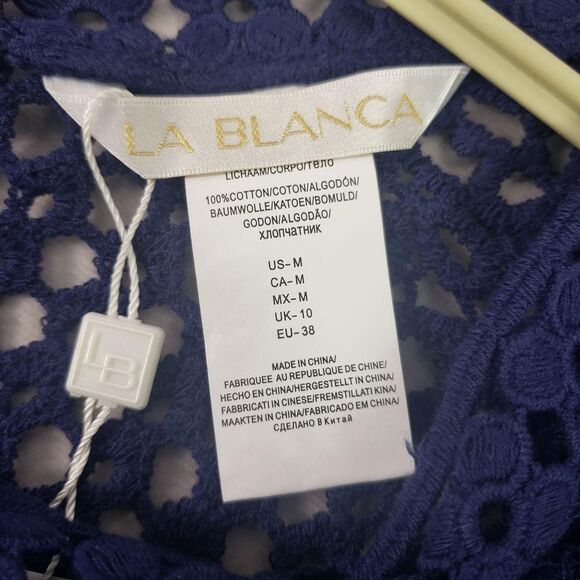 LA BLANCA
LICHAAM/CORPO/тело
100%COTTON/COTON/ALGODÓN/
BAUMWOLLE/KATOEN/BOMULD/
GODON/ALGODÃO/
ХЛОПЧАТНИК
US-M
CA-M
MX-M
UK-10
EU-38
MADE IN CHINA/
FABRIQUEE AU REPUBLIQUE DE CHINE/
HECHO EN CHINA/HERGESTELLT IN CHINA/
FABBRICATI IN CINESE/FREMSTILLATI KINA/
MAAKTEN IN CHINA/FABRICADO EM CHINA/
СДЕЛАНО В Китай
LB